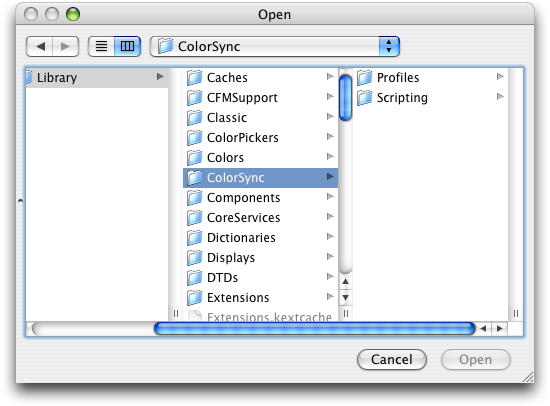 Open
ColorSync
Library
Caches
CFMSupport
Classic
ColorPickers
Colors
ColorSync
Components
CoreServices
Dictionaries
Displays
DTDs
Extensions
Extensions.kextcache
Profiles
Scripting
Cancel
Open